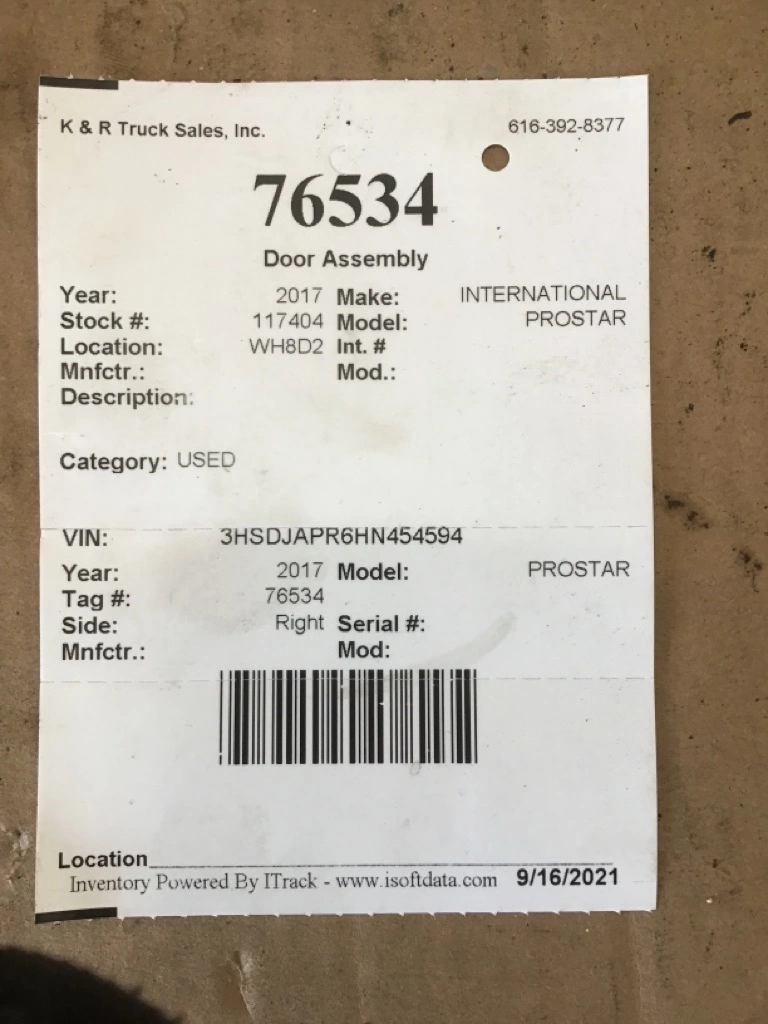 K & R Truck Sales, Inc. 616-392-8377
76534
Door Assembly
Year: 2017 Make: INTERNATIONAL
Stock #: 117404 Model: PROSTAR
Location: WH8D2 Int. #
Mnfctr.: Mod.:
Description:
Category: USED
VIN: 3HSDJAPR6HN454594
Year: 2017 Model: PROSTAR
Tag #: 76534
Side: Right Serial #:
Mnfctr.: Mod:
Location
Inventory Powered By ITrack - www.isoftdata.com 9/16/2021